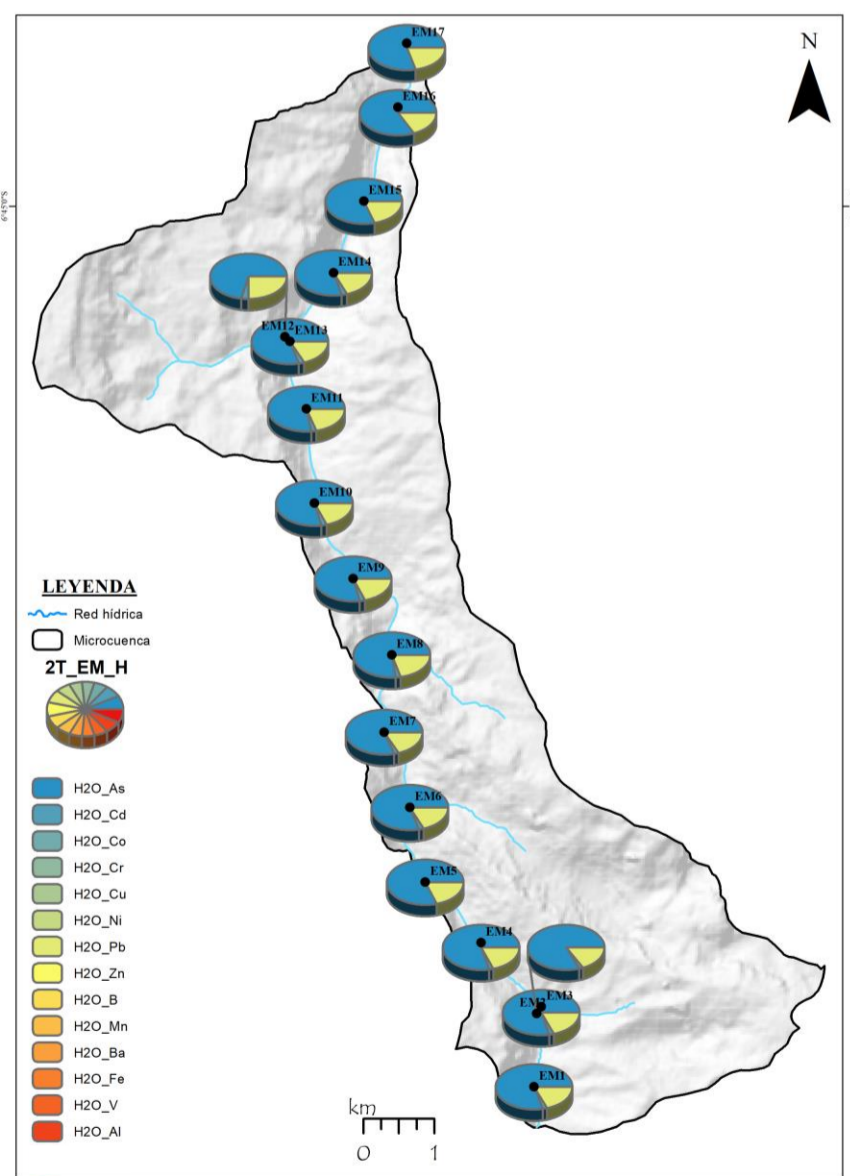 EM17
N
EM16
6°45'0"S
EM15
EM14
EM12
EM13
EM11
EM10
EM9
LEYENDA
Red hídrica
Microcuenca
2T_EM_H
EM8
EM7
H2O_As
EM6
H2O_Cd
H2O_Co
H2O_Cr
EM5
H2O_Cu
H2O_Ni
EM4
H2O_Pb
H2O_Zn
EM3
EM2
H2O_B
H2O_Mn
H2O_Ba
EM1
H2O_Fe
km
H2O_V
H2O_Al
0 1